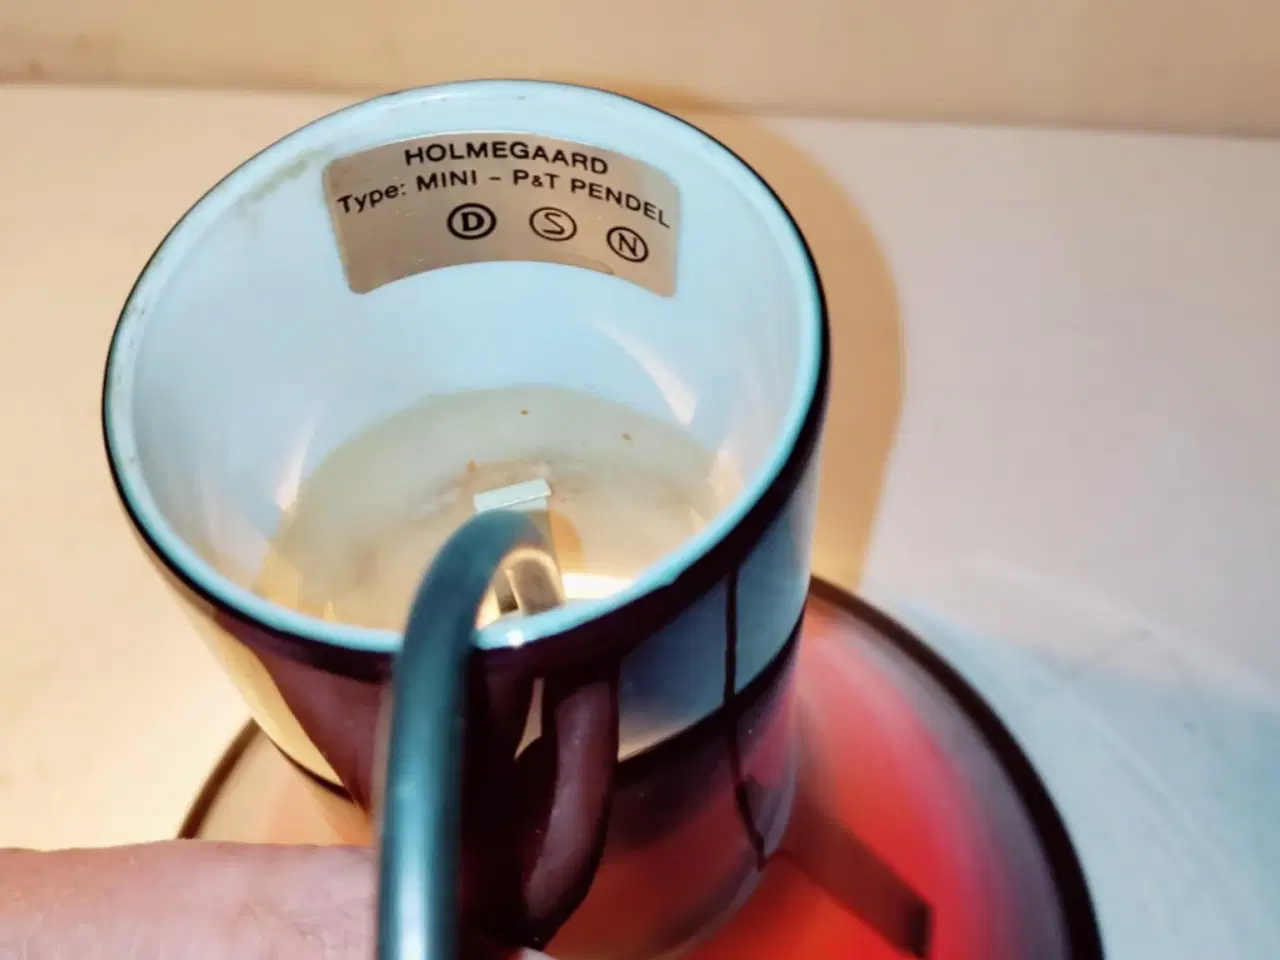 HOLMEGAARD
Type: MINI - P&T PENDEL
D S N